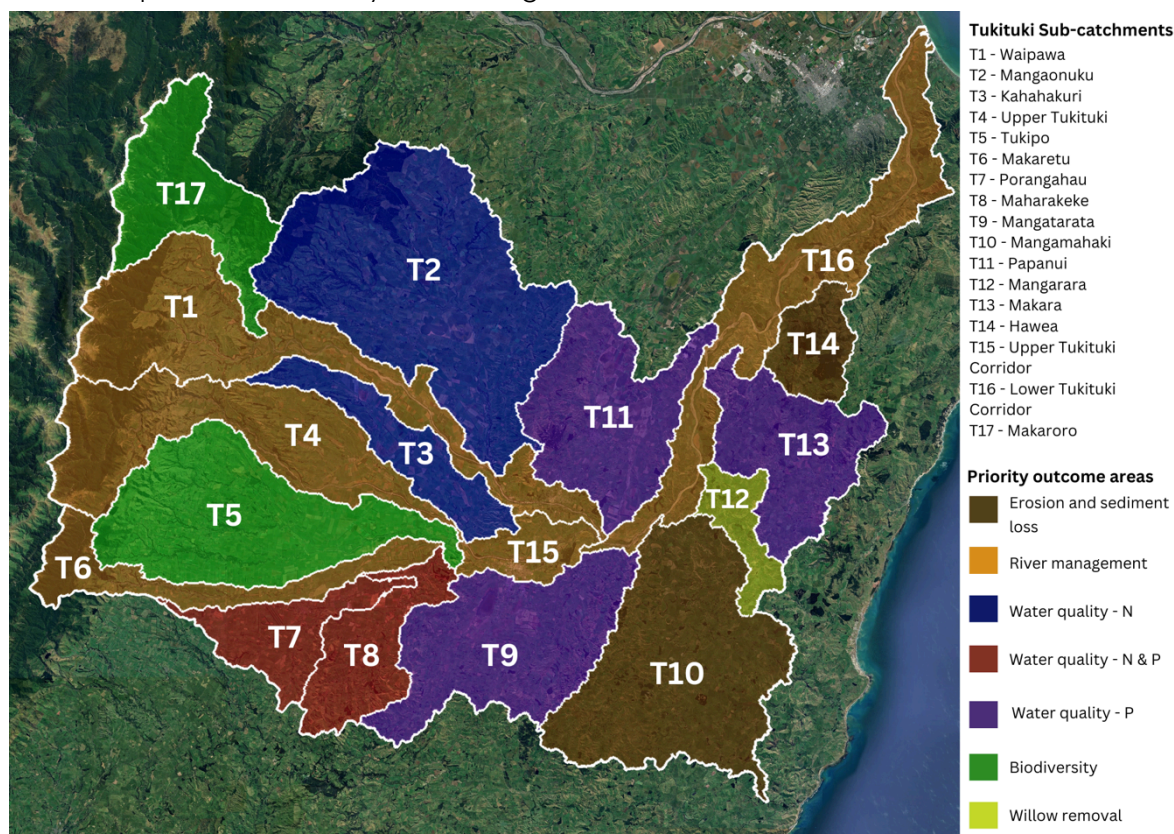 Tukituki Sub-catchments
T1 - Waipawa
T2 - Mangaonuku
T3 - Kahahakuri
T4 - Upper Tukituki
T5 - Tukipo
T6 - Makaretu
T7 - Porangahau
T8 - Maharakeke
T9 - Mangatarata
T10 - Mangamahaki
T11 - Papanui
T12 - Mangarara
T13 - Makara
T14 - Hawea
T15 - Upper Tukituki
Corridor
T16 - Lower Tukituki
Corridor
T17 - Makaroro
Priority outcome areas
Erosion and sediment
loss
River management
Water quality - N
Water quality - N & P
Water quality - P
Biodiversity
Willow removal
T17
T2
T16
T1
T14
T11
T4
T3
T13
T12
T5
T15
T6
T7
T8
T9
T10